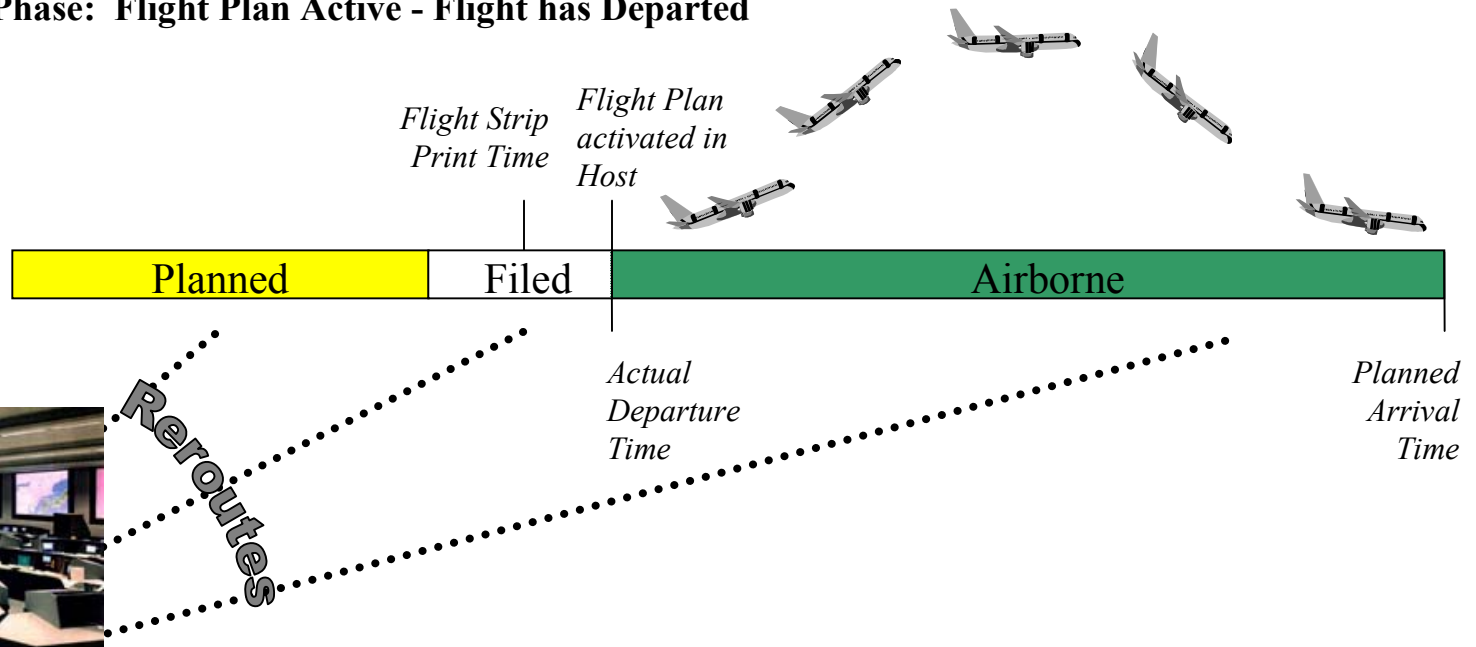 Phase: Flight Plan Active - Flight has Departed
Flight Strip
Print Time
Flight Plan
activated in
Host
Planned
Filed
Airborne
Reroutes
Actual
Departure
Time
Planned
Arrival
Time